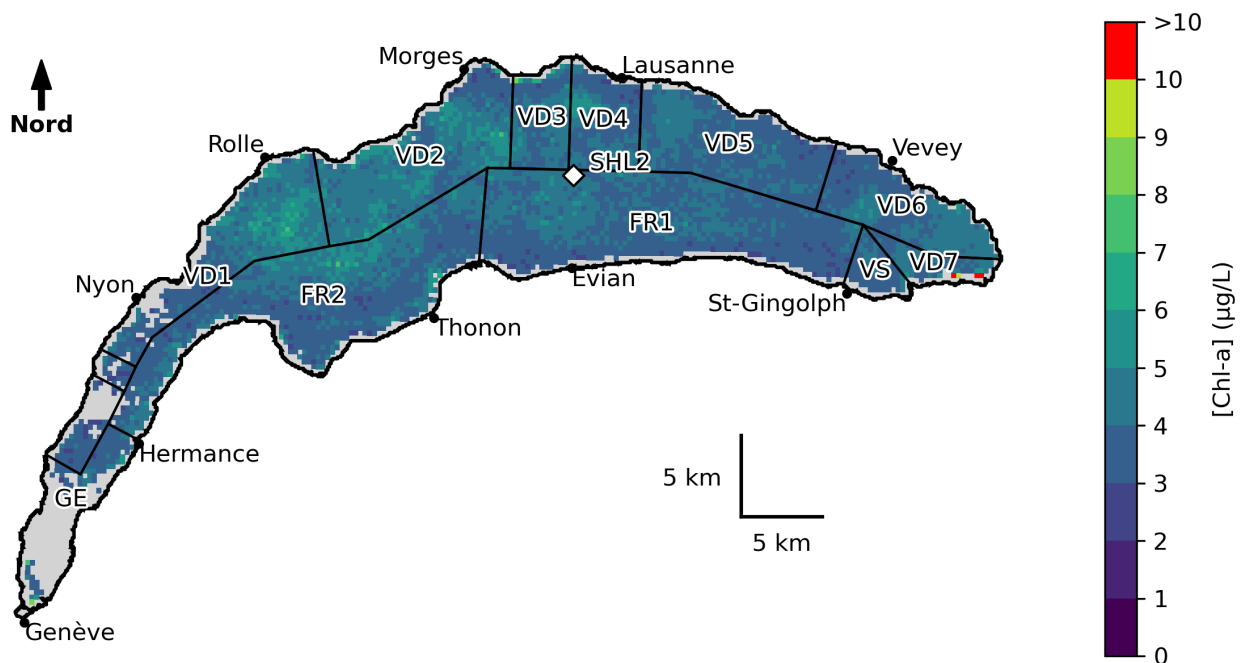 Nord
Morges
Lausanne
Rolle
VD3
VD4
VD2
VD5
SHL2
Vevey
VD6
FR1
VD7
VS
Nyon
VD1
FR2
Evian
St-Gingolph
Thonon
Hermance
GE
Genève
5 km
5 km
>10
10
9
8
7
6
5
4
3
2
1
0
[Chl-a] (µg/L)